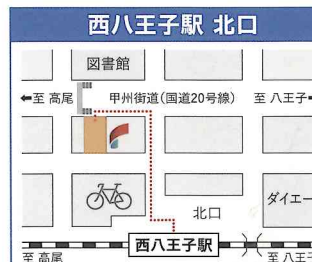 西八王子駅 北口
図書館
←至 高尾
甲州街道(国道20号線)
至 八王子
北口
ダイエー
西八王子駅
至 高尾
至 八王子